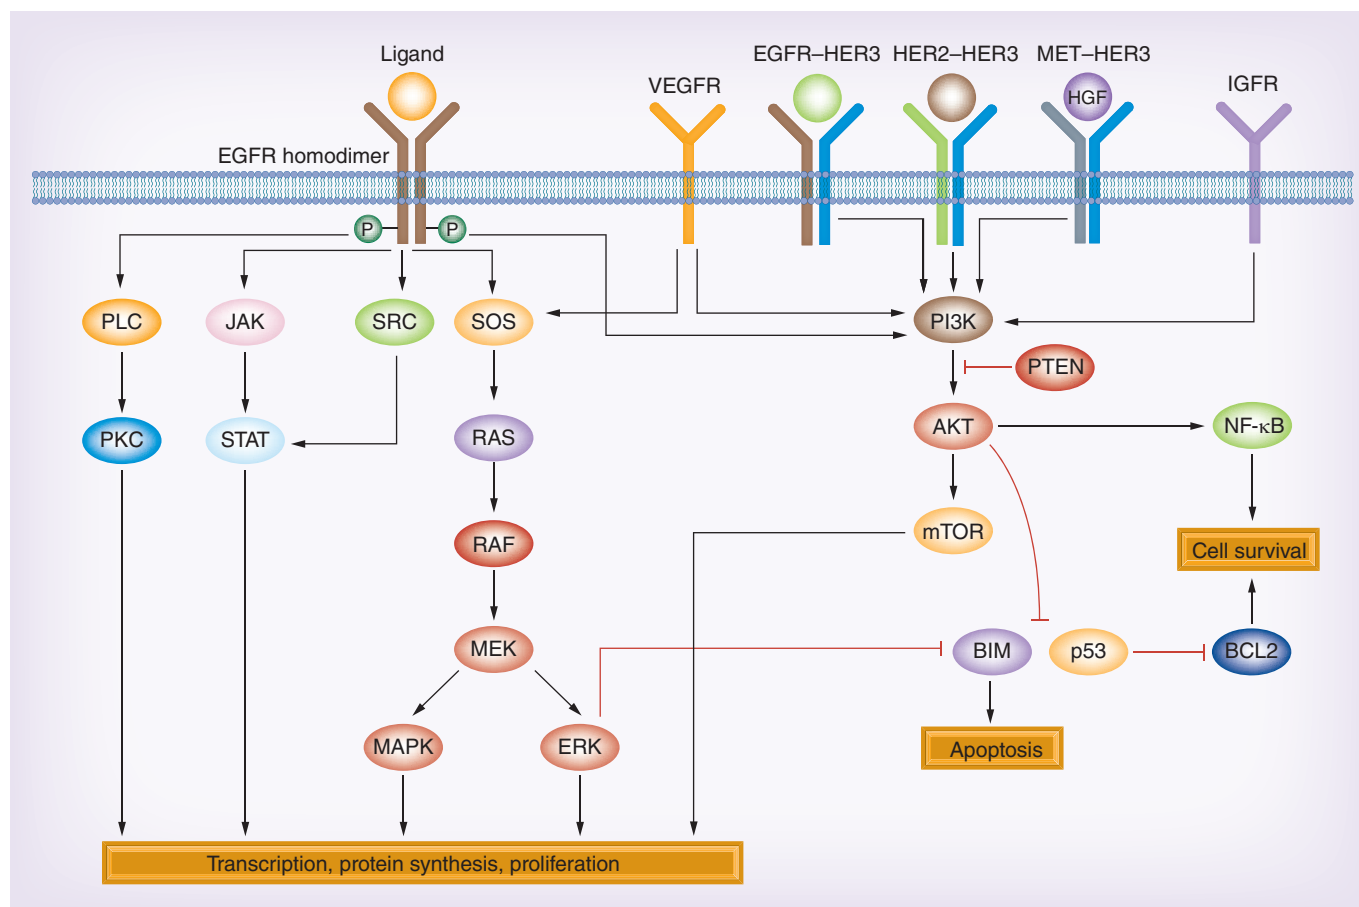 Ligand
EGFR–HER3
HER2–HER3
MET–HER3
VEGFR
IGFR
HGF
EGFR homodimer
P
P
PLC
JAK
SRC
SOS
PI3K
PTEN
PKC
STAT
RAS
AKT
NF-κB
RAF
mTOR
Cell survival
MEK
BIM
p53
BCL2
MAPK
ERK
Apoptosis
Transcription, protein synthesis, proliferation